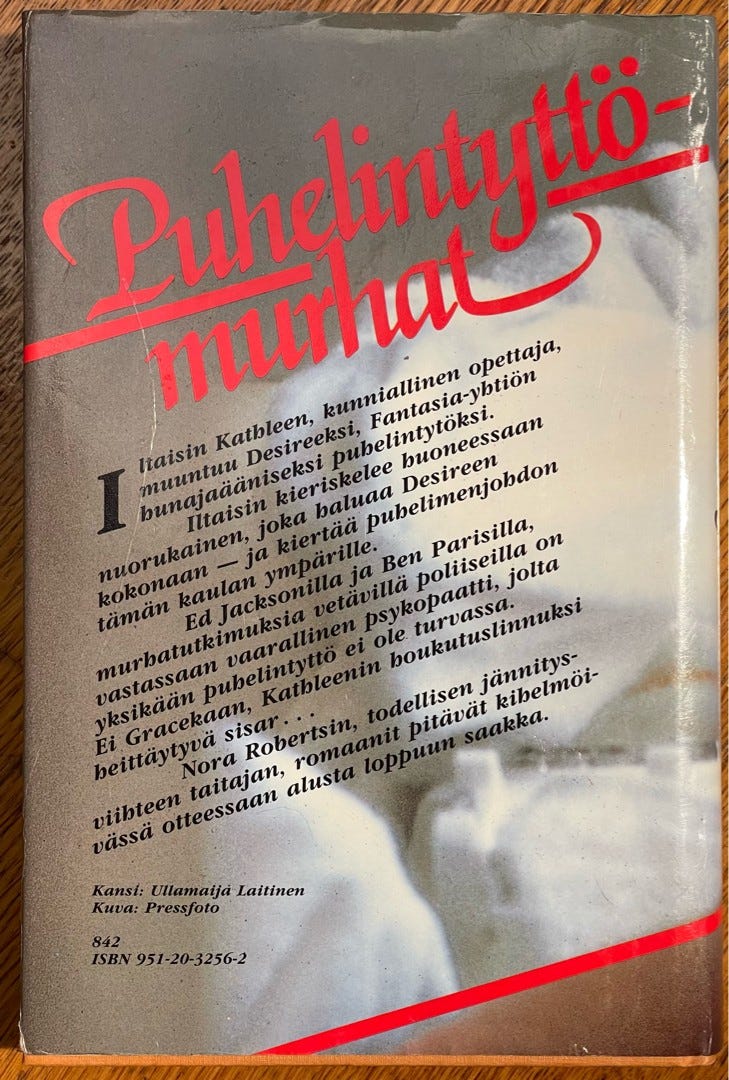 Puhelintyttö-
murhat
Iltaisin Kathleen, kunniallinen opettaja,
muuntuu Desireeksi, Fantasia-yhtiön
hunajaääniseksi puhelintytöksi.
Iltaisin kieriskelee huoneessaan
nuorukainen, joka haluaa Desireen
kokonaan — ja kiertää puhelimenjohdon
tämän kaulan ympärille.
Ed Jacksonilla ja Ben Parisilla,
murhatutkimuksia vetävillä poliiseilla on
vastassaan vaarallinen psykopaatti, jolta
yksikään puhelintyttö ei ole turvassa.
Ei Gracekaan, Kathleenin houkutuslinnuksi
heittäytyvä sisar...
Nora Robertsin, todellisen jännitys-
viihteen taitajan, romaanit pitävät kihelmöi-
vässä otteessaan alusta loppuun saakka.
Kansi: Ullamaija Laitinen
Kuva: Pressfoto
842
ISBN 951-20-3256-2